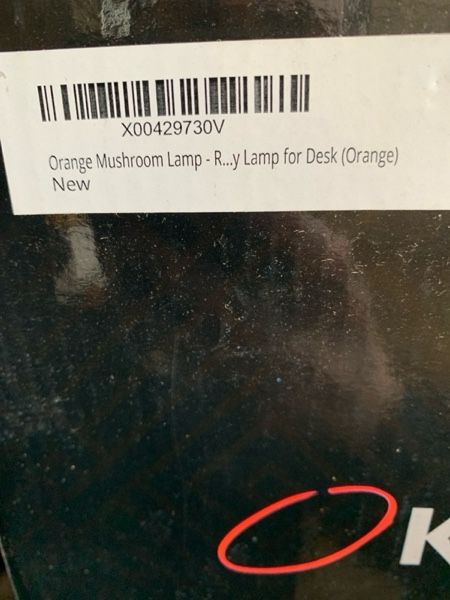 X00429730V
Orange Mushroom Lamp - R...y Lamp for Desk (Orange)
New
K